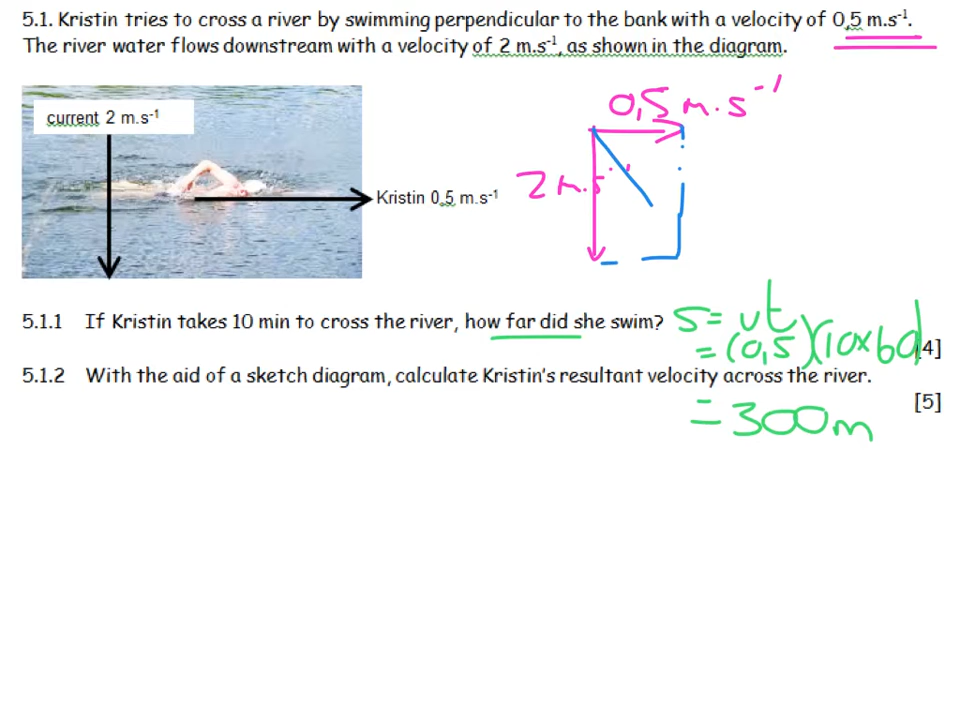 5.1. Kristin tries to cross a river by swimming perpendicular to the bank with a velocity of 0,5 m.s⁻¹.
The river water flows downstream with a velocity of 2 m.s⁻¹, as shown in the diagram.
0,5 m.s⁻¹
current 2 m.s⁻¹
2 m.s⁻¹
Kristin 0,5 m.s⁻¹
5.1.1 If Kristin takes 10 min to cross the river, how far did she swim?
s = vt
= (0,5)(10×60)
[4]
5.1.2 With the aid of a sketch diagram, calculate Kristin's resultant velocity across the river.
[5]
= 300m